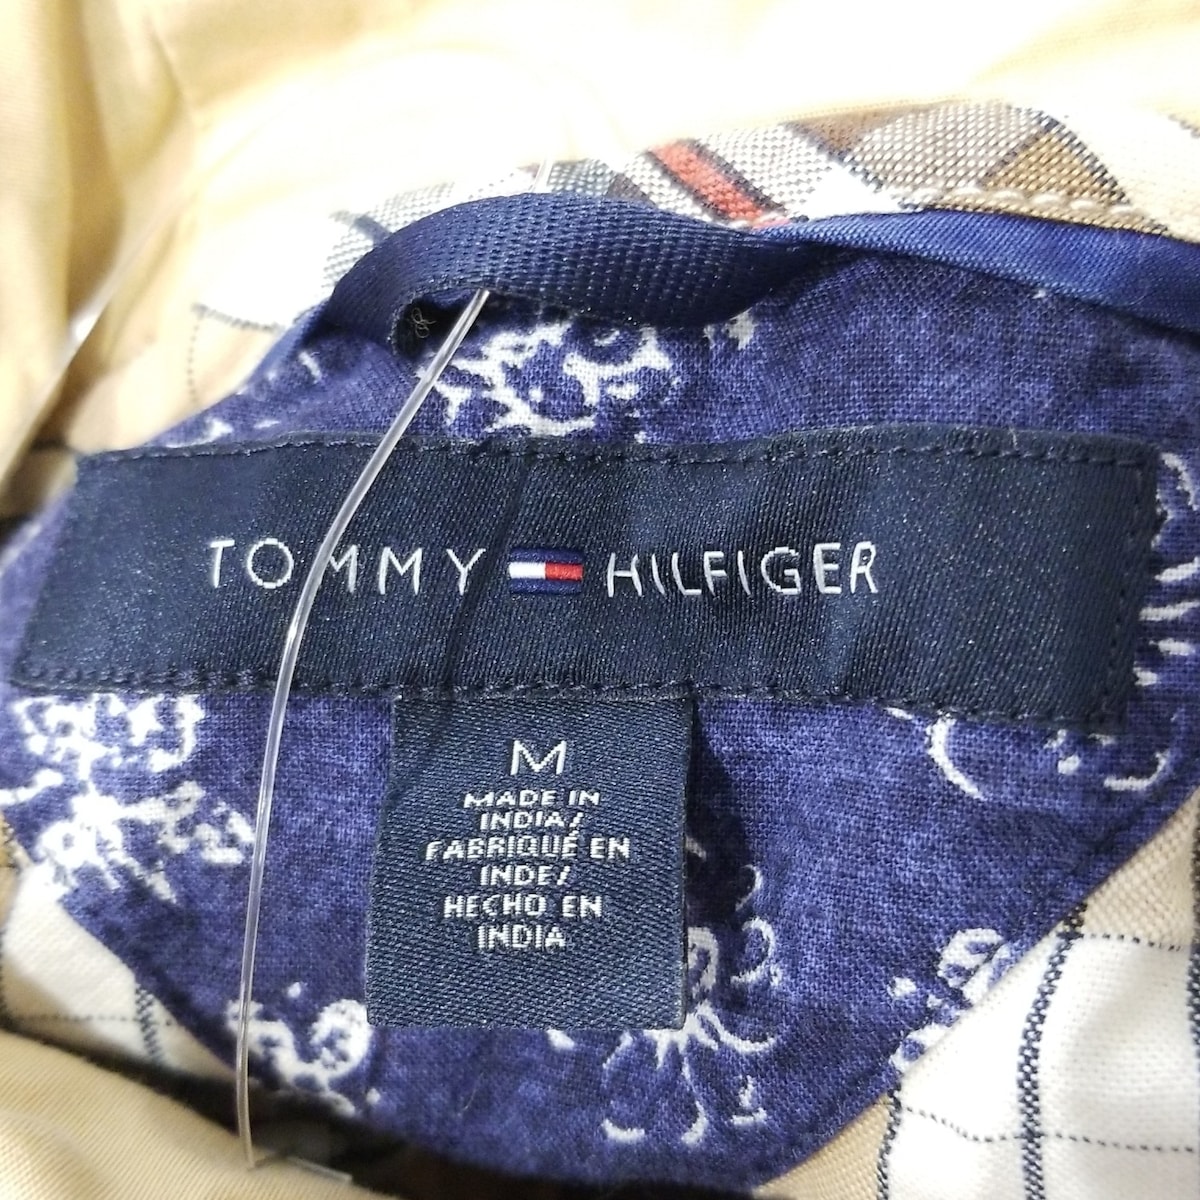 TOMMY HILFIGER
M
MADE IN
INDIA/
FABRIQUÉ EN
INDE/
HECHO EN
INDIA